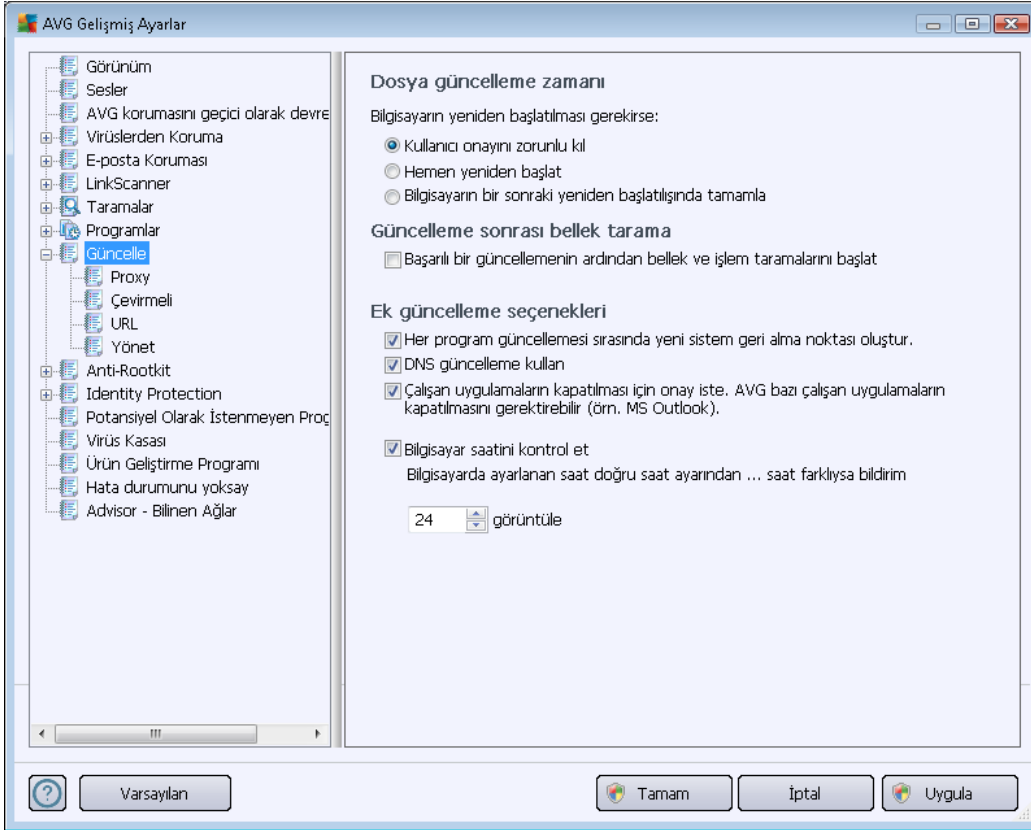 AVG Gelişmiş Ayarlar
Görünüm
Sesler
AVG korumasını geçici olarak devre
Virüslerden Koruma
E-posta Koruması
LinkScanner
Taramalar
Programlar
Güncelle
Proxy
Çevirmeli
URL
Yönet
Anti-Rootkit
Identity Protection
Potansiyel Olarak İstenmeyen Prog
Virüs Kasası
Ürün Geliştirme Programı
Hata durumunu yoksay
Advisor - Bilinen Ağlar
Dosya güncelleme zamanı
Bilgisayarın yeniden başlatılması gerekirse:
Kullanıcı onayını zorunlu kıl
Hemen yeniden başlat
Bilgisayarın bir sonraki yeniden başlatılışında tamamla
Güncelleme sonrası bellek tarama
Başarılı bir güncellemenin ardından bellek ve işlem taramalarını başlat
Ek güncelleme seçenekleri
Her program güncellemesi sırasında yeni sistem geri alma noktası oluştur.
DNS güncelleme kullan
Çalışan uygulamaların kapatılması için onay iste. AVG bazı çalışan uygulamaların
kapatılmasını gerektirebilir (örn. MS Outlook).
Bilgisayar saatini kontrol et
Bilgisayarda ayarlanan saat doğru saat ayarından ... saat farklıysa bildirim
24 görüntüle
Varsayılan
Tamam
İptal
Uygula